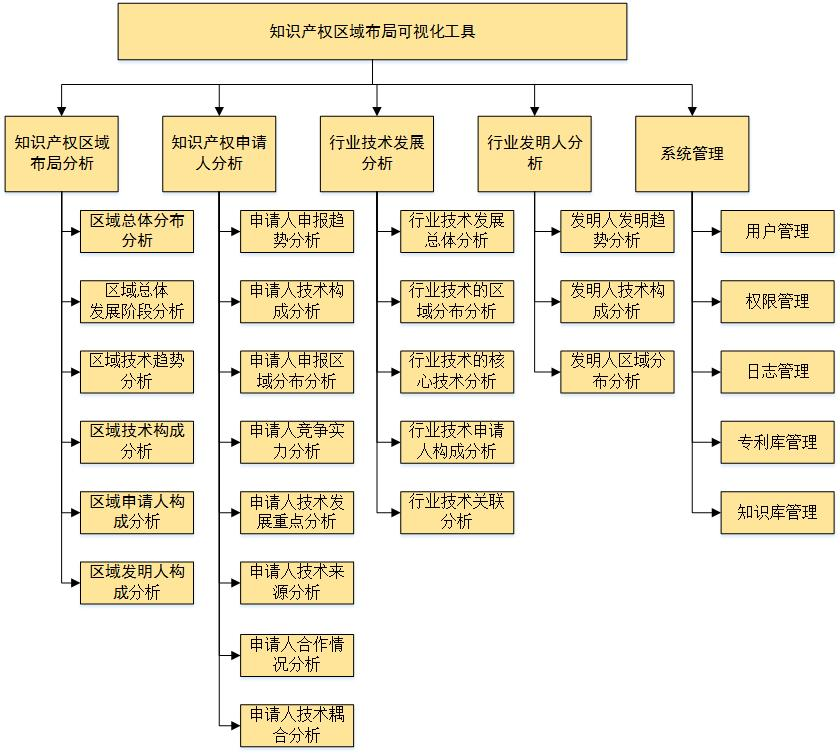 知识产权区域布局可视化工具
知识产权区域
布局分析
知识产权申请
人分析
行业技术发展
分析
行业发明人分
析
系统管理
区域总体分布
分析
区域总体
发展阶段分析
区域技术趋势
分析
区域技术构成
分析
区域申请人构
成分析
区域发明人构
成分析
申请人申报趋
势分析
申请人技术构
成分析
申请人申报区
域分布分析
申请人竞争实
力分析
申请人技术发
展重点分析
申请人技术来
源分析
申请人合作情
况分析
申请人技术耦
合分析
行业技术发展
总体分析
行业技术的区
域分布分析
行业技术的核
心技术分析
行业技术申请
人构成分析
行业技术关联
分析
发明人发明趋
势分析
发明人技术构
成分析
发明人区域分
布分析
用户管理
权限管理
日志管理
专利库管理
知识库管理